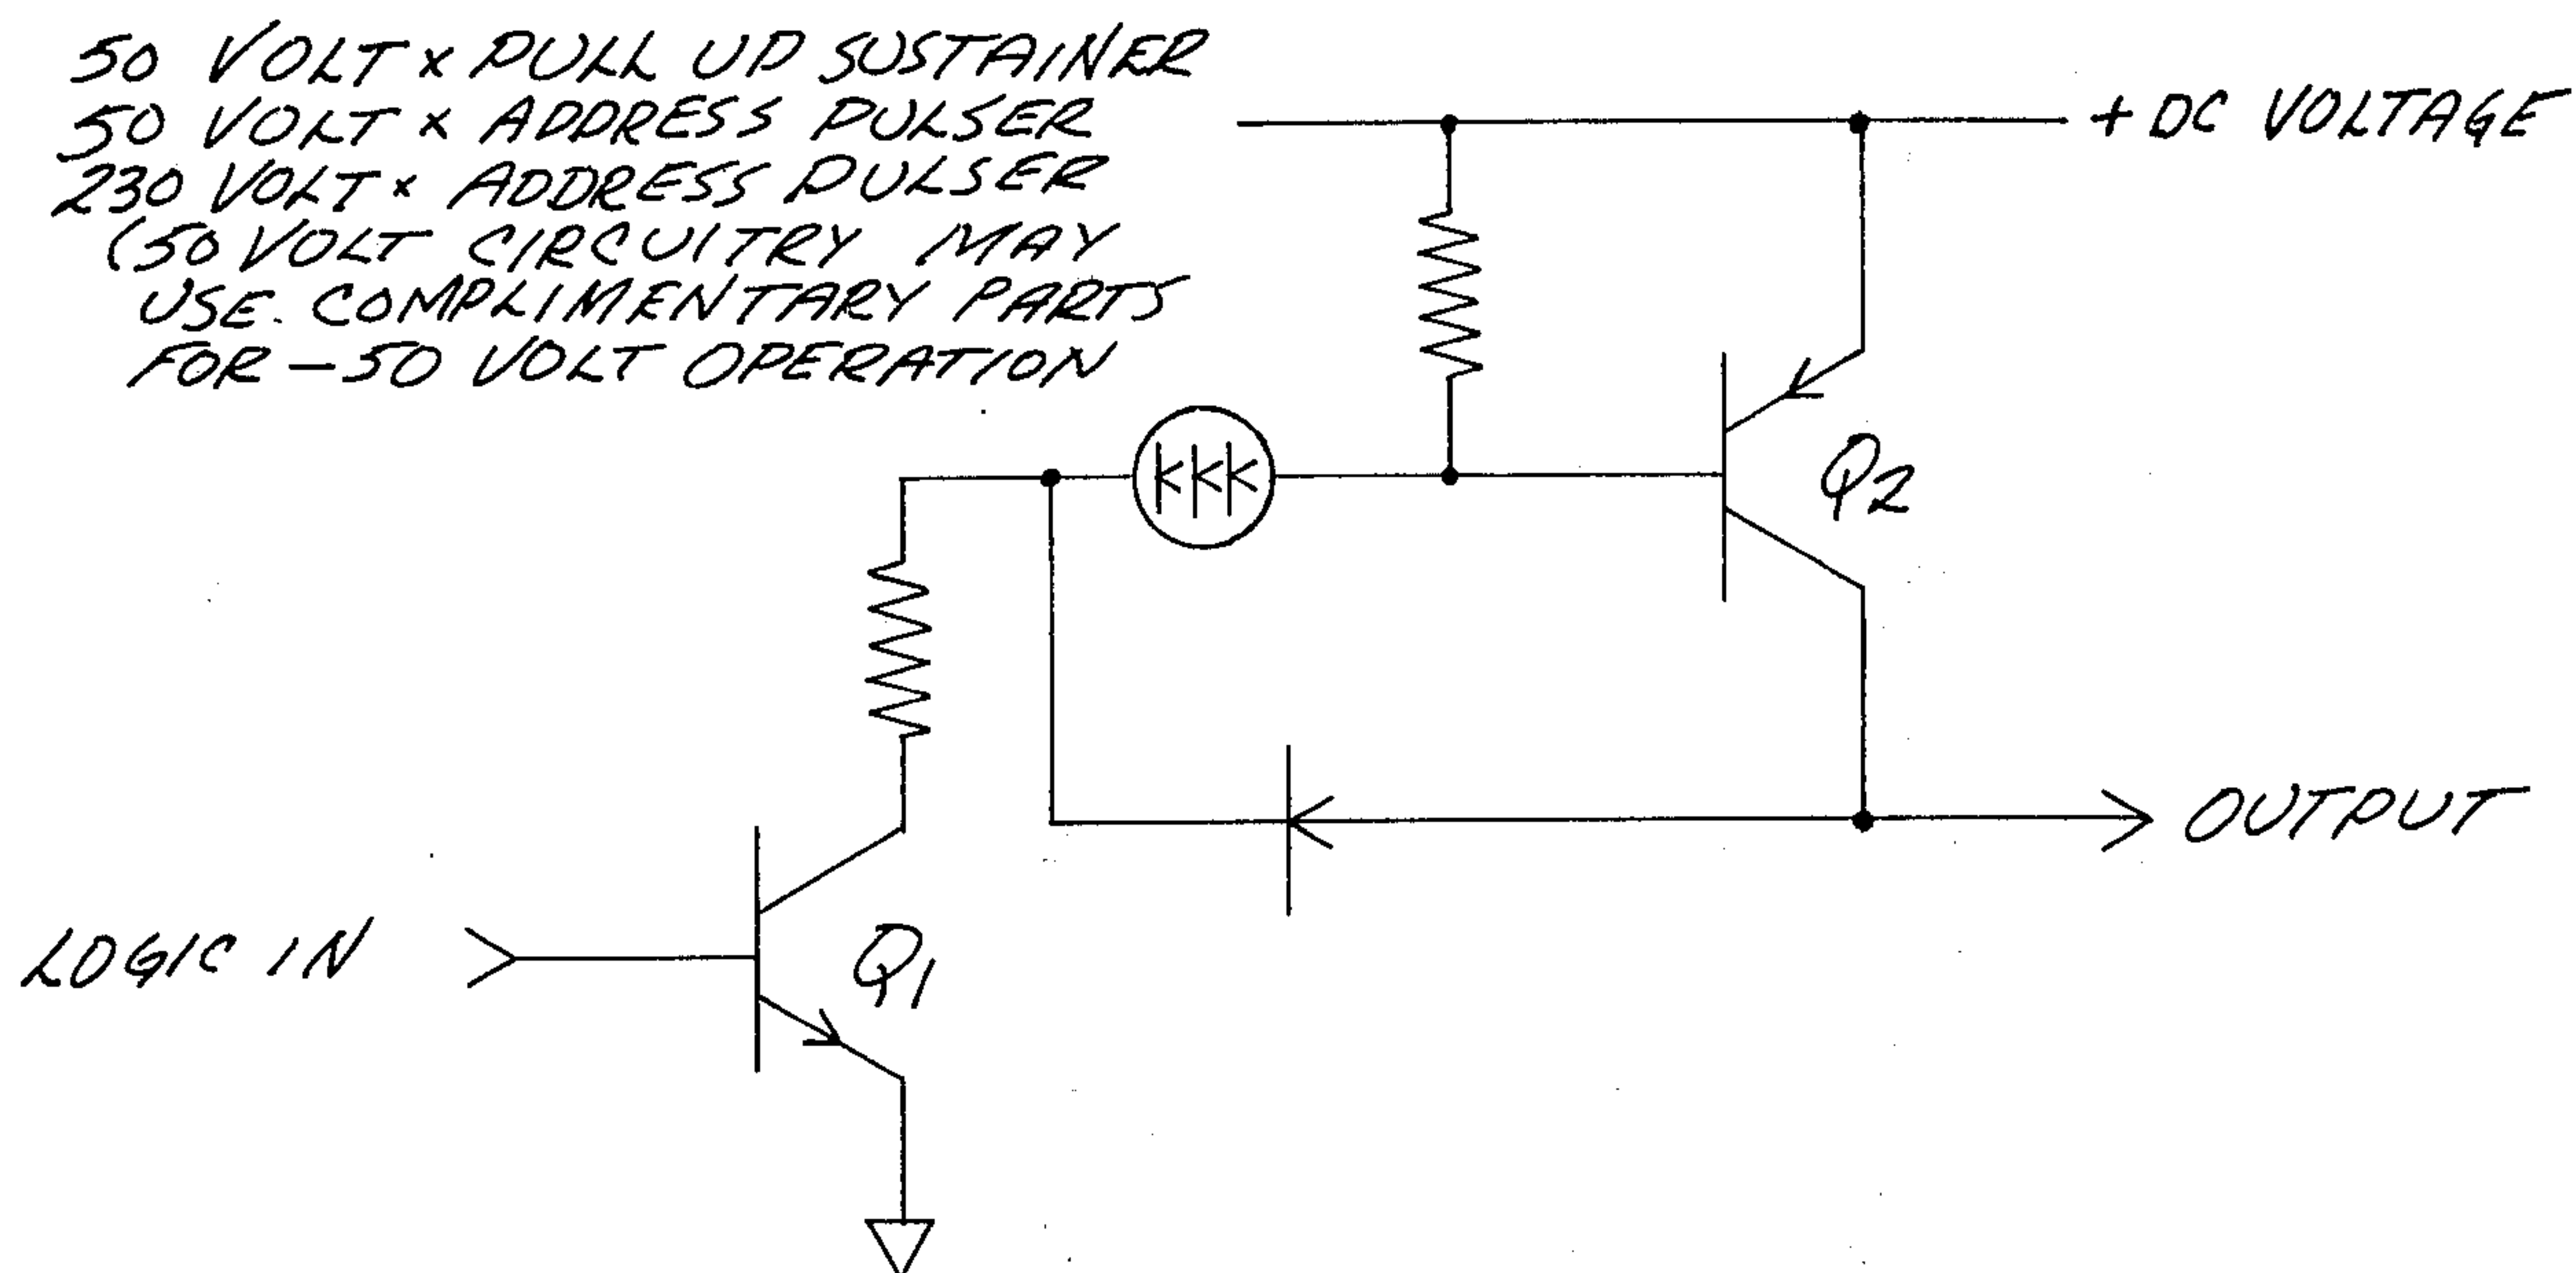 50 VOLT x PULL UP SUSTAINER
50 VOLT x ADDRESS PULSER
230 VOLT x ADDRESS PULSER
(50 VOLT CIRCUITRY MAY
USE COMPLIMENTARY PARTS
FOR -50 VOLT OPERATION
+ DC VOLTAGE
Q2
OUTPUT
LOGIC IN
Q1